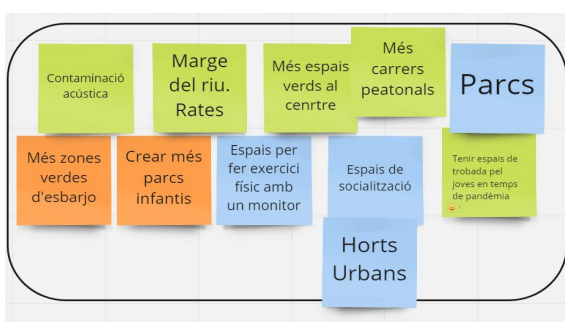 Contaminació
acústica
Marge
del riu.
Rates
Més espais
verds al
cenrtre
Més
carrers
peatonals
Parcs
Més zones
verdes
d'esbarjo
Crear més
parcs
infantis
Espais per
fer exercici
físic amb
un monitor
Espais de
socialització
Tenir espais de
trobada pel
joves en temps
de pandèmia
Horts
Urbans